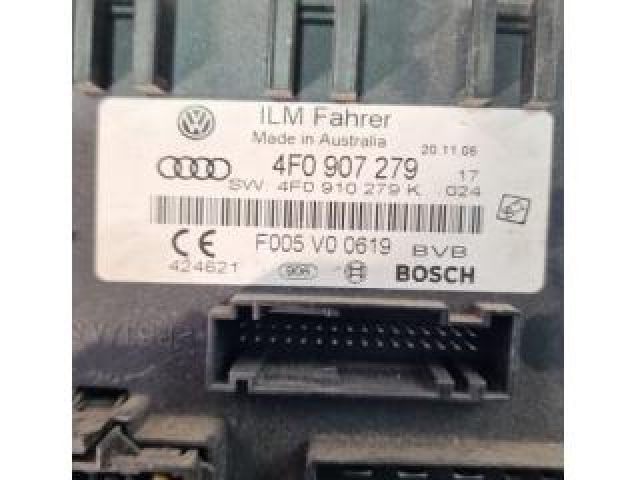 ILM Fahrer
Made in Australia
20.11.06
4F0 907 279
17
SW: 4F0 910 279 K .024
F005 V0 0619 BVB
CE
424621
BOSCH